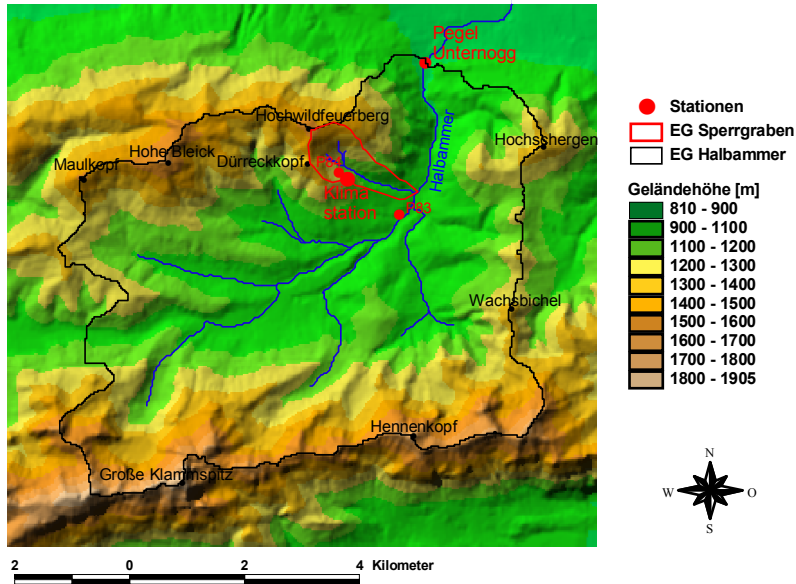 Pegel
Unternogg
Hochwildfeuerberg
Halbammer
Hochschergen
Hohe Bleick
Maulkopf
Dürreckkopf
Klima
station
Wachsbichel
Hennenkopf
Große Klammspitz
Stationen
EG Sperrgraben
EG Halbammer
Geländehöhe [m]
810 - 900
900 - 1100
1100 - 1200
1200 - 1300
1300 - 1400
1400 - 1500
1500 - 1600
1600 - 1700
1700 - 1800
1800 - 1905
N
W O
S
2 0 2 4 Kilometer